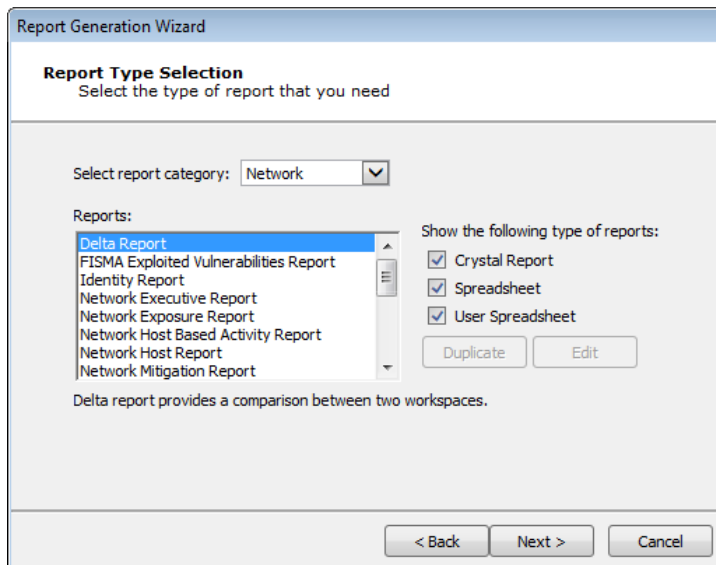 Report Generation Wizard
Report Type Selection
Select the type of report that you need
Select report category: Network
Reports:
Delta Report
FISMA Exploited Vulnerabilities Report
Identity Report
Network Executive Report
Network Exposure Report
Network Host Based Activity Report
Network Host Report
Network Mitigation Report
Show the following type of reports:
Crystal Report
Spreadsheet
User Spreadsheet
Duplicate Edit
Delta report provides a comparison between two workspaces.
< Back Next > Cancel